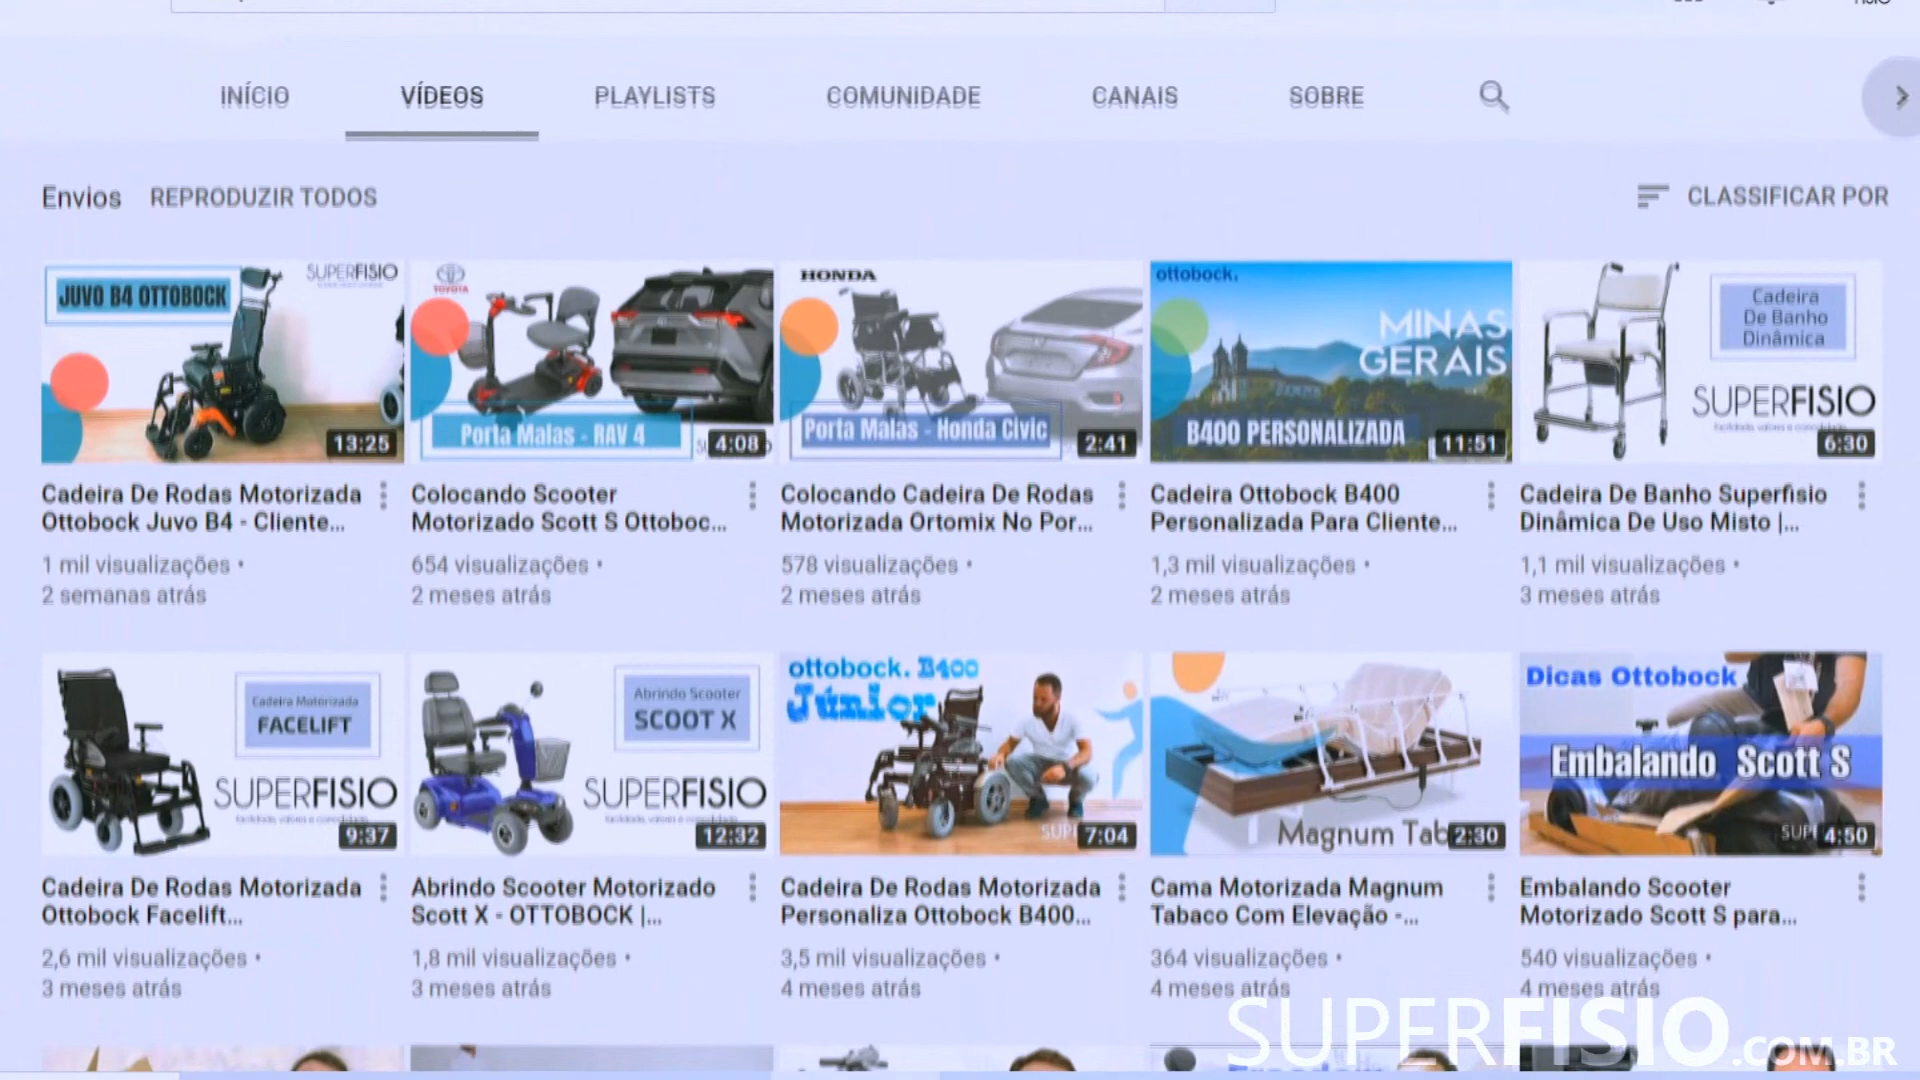 INÍCIO VÍDEOS PLAYLISTS COMUNIDADE CANAIS SOBRE
Envios REPRODUZIR TODOS CLASSIFICAR POR
JUVO B4 OTTOBOCK
SUPERFISIO
13:25
TOYOTA
Porta Malas - RAV 4
4:08
HONDA
Porta Malas - Honda Civic
2:41
ottobock.
MINAS
GERAIS
B400 PERSONALIZADA
11:51
Cadeira
De Banho
Dinâmica
SUPERFISIO
6:30
Cadeira De Rodas Motorizada
Ottobock Juvo B4 - Cliente...
1 mil visualizações •
2 semanas atrás
Colocando Scooter
Motorizado Scott S Ottoboc...
654 visualizações •
2 meses atrás
Colocando Cadeira De Rodas
Motorizada Ortomix No Por...
578 visualizações •
2 meses atrás
Cadeira Ottobock B400
Personalizada Para Cliente...
1,3 mil visualizações •
2 meses atrás
Cadeira De Banho Superfisio
Dinâmica De Uso Misto |...
1,1 mil visualizações •
3 meses atrás
Cadeira Motorizada
FACELIFT
SUPERFISIO
9:37
Abrindo Scooter
SCOOT X
SUPERFISIO
12:32
ottobock. B400
Júnior
7:04
Magnum Tab
2:30
Dicas Ottobock
Embalando Scott S
4:50
Cadeira De Rodas Motorizada
Ottobock Facelift...
2,6 mil visualizações •
3 meses atrás
Abrindo Scooter Motorizado
Scott X - OTTOBOCK |...
1,8 mil visualizações •
3 meses atrás
Cadeira De Rodas Motorizada
Personaliza Ottobock B400...
3,5 mil visualizações •
4 meses atrás
Cama Motorizada Magnum
Tabaco Com Elevação -...
364 visualizações •
4 meses atrás
Embalando Scooter
Motorizado Scott S para...
540 visualizações •
4 meses atrás
SUPERFISIO.COM.BR